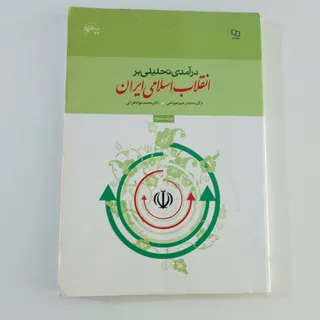 درآمدی تحلیلی بر
انقلاب اسلامی ایران
دکتر محمدرحیم عیوضی - دکتر محمدجواد هراتی